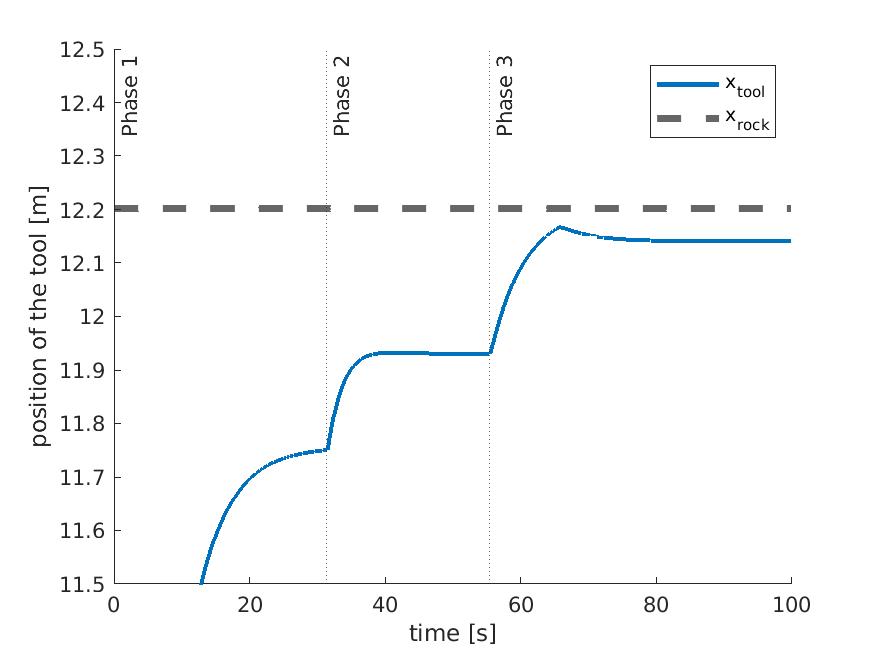 12.5
12.4
12.3
12.2
12.1
12
11.9
11.8
11.7
11.6
11.5
position of the tool [m]
Phase 1
Phase 2
Phase 3
x_tool
x_rock
0
20
40
60
80
100
time [s]